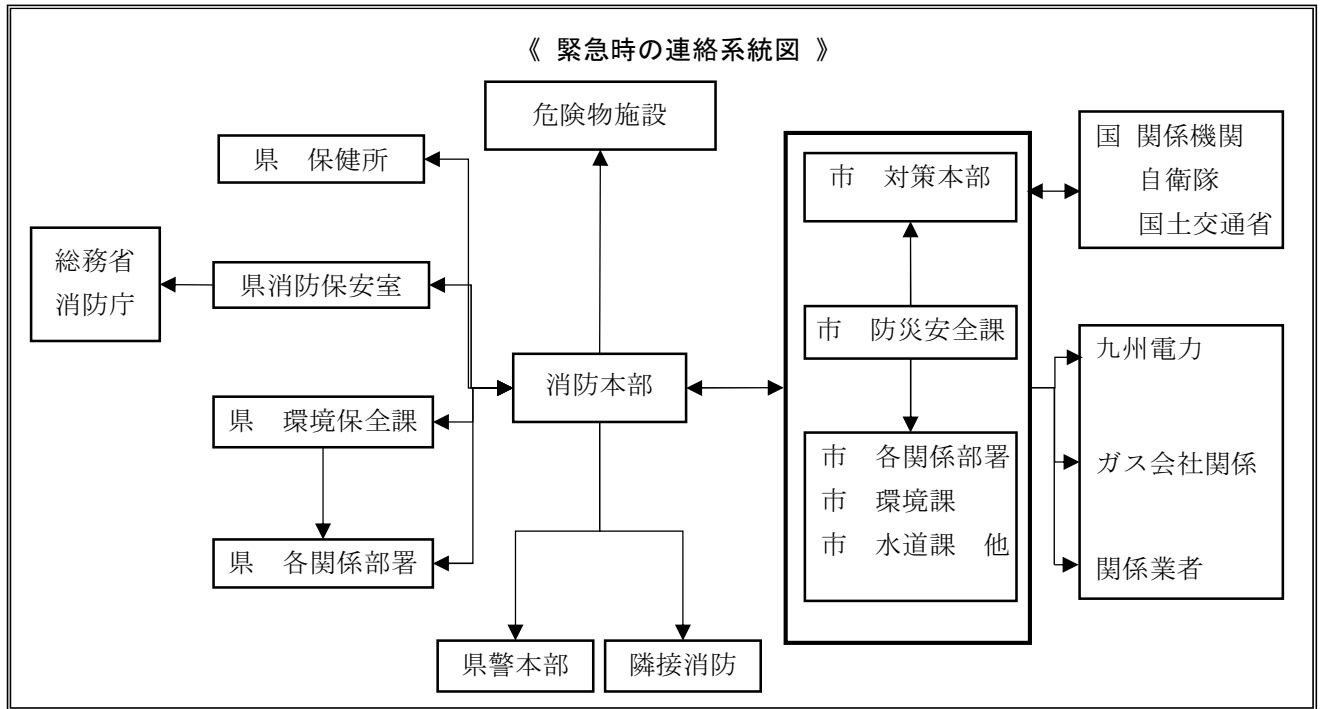 《 緊急時の連絡系統図 》
危険物施設
県　保健所
総務省
消防庁
県消防保安室
県　環境保全課
県　各関係部署
消防本部
県警本部
隣接消防
市　対策本部
市　防災安全課
市　各関係部署
市　環境課
市　水道課　他
国 関係機関
自衛隊
国土交通省
九州電力
ガス会社関係
関係業者